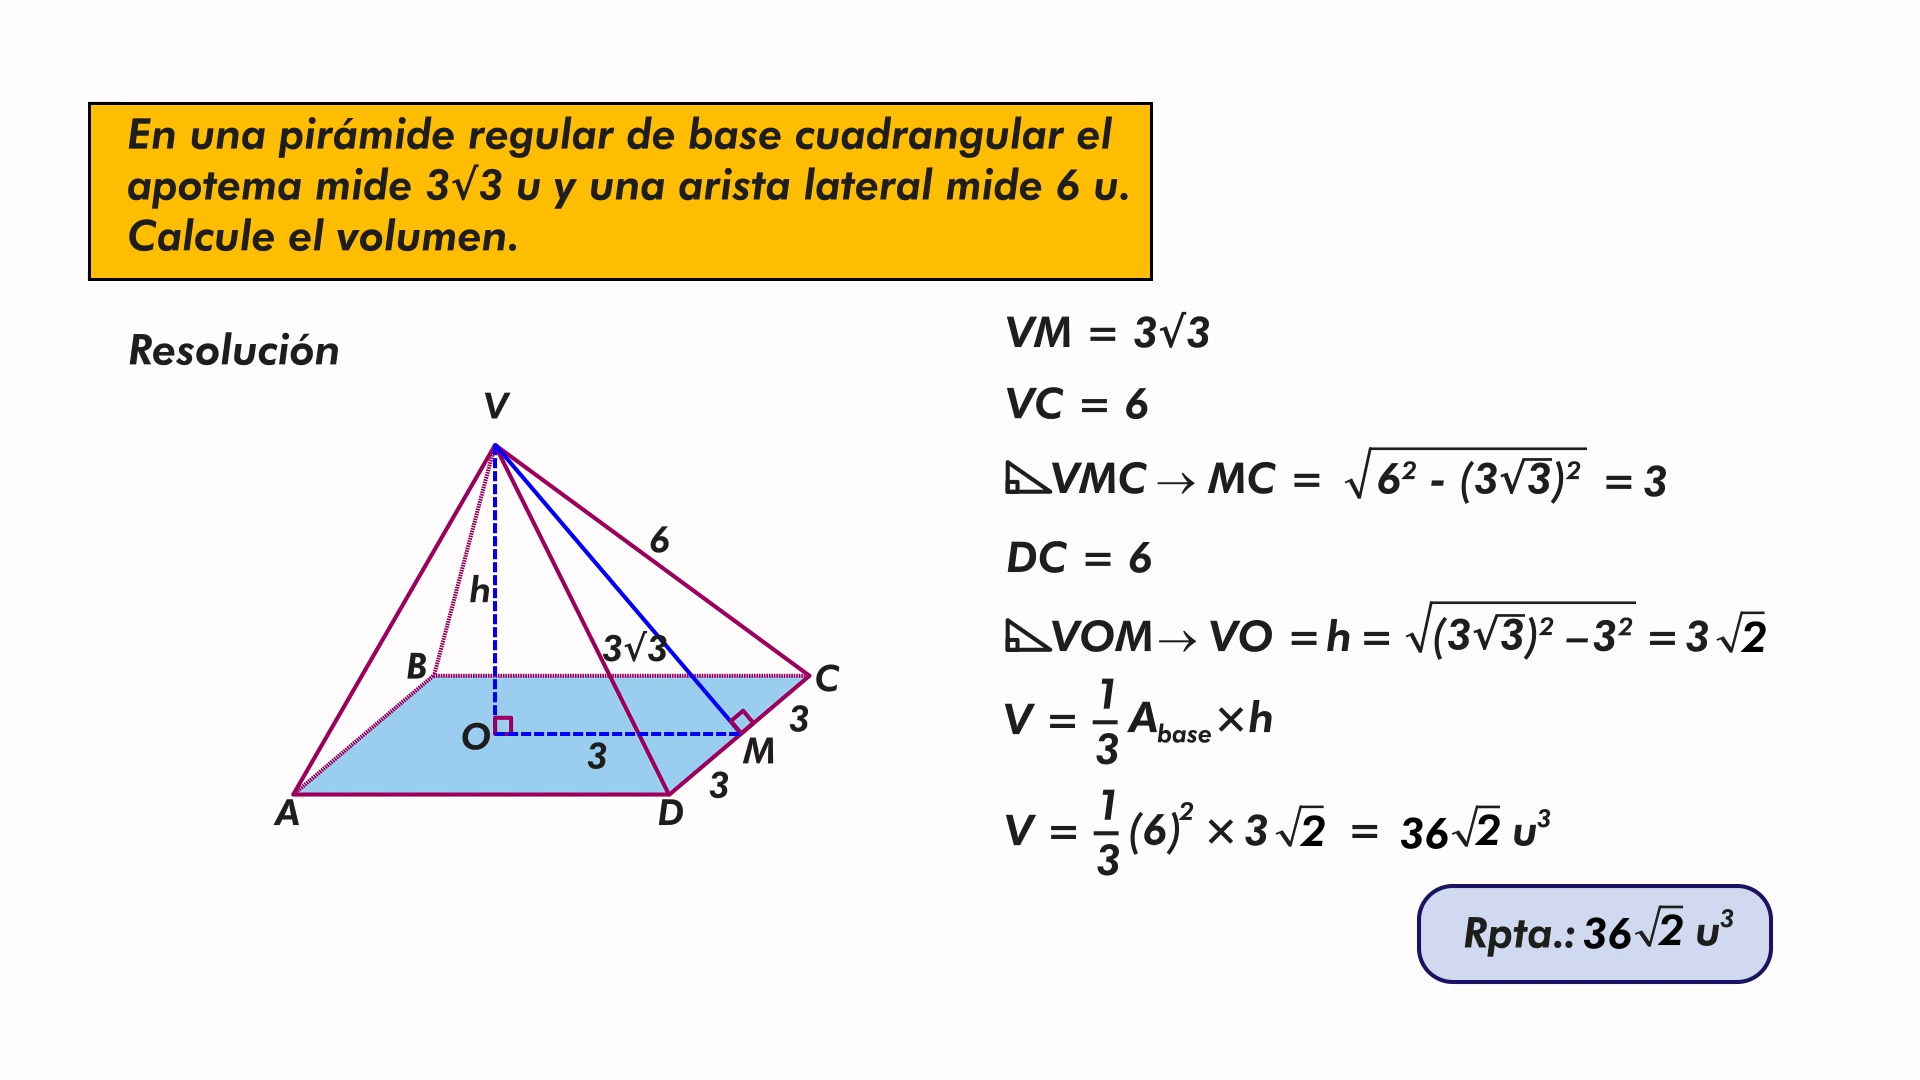 En una pirámide regular de base cuadrangular el
apotema mide 3√3 u y una arista lateral mide 6 u.
Calcule el volumen.
Resolución
V
6
h
3√3
B
C
O
3
M
3
3
A
D
VM = 3√3
VC = 6
⊿VMC → MC = √(6² - (3√3)²) = 3
DC = 6
⊿VOM → VO = h = √((3√3)² – 3²) = 3√2
V = 1/3 A_base × h
V = 1/3 (6)² × 3√2 = 36√2 u³
Rpta.: 36√2 u³